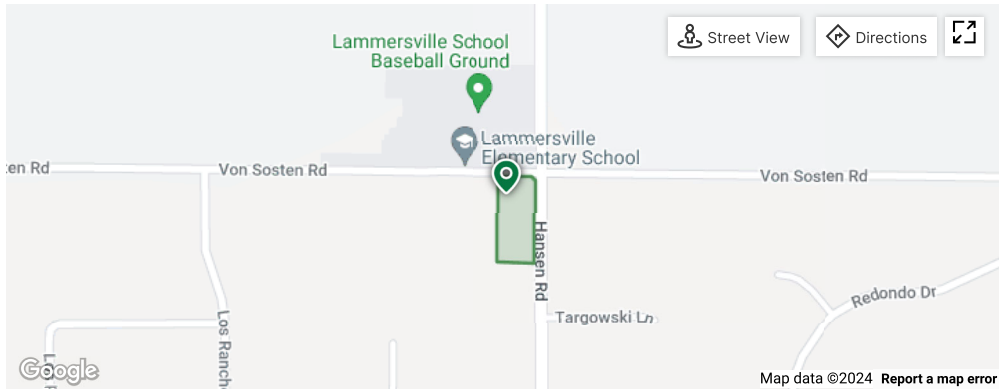 Lammersville School
Baseball Ground
Street View
Directions
Lammersville
Elementary School
Von Sosten Rd
Von Sosten Rd
Hansen Rd
Targowski Ln
Redondo Dr
Los
Google
Map data ©2024 Report a map error